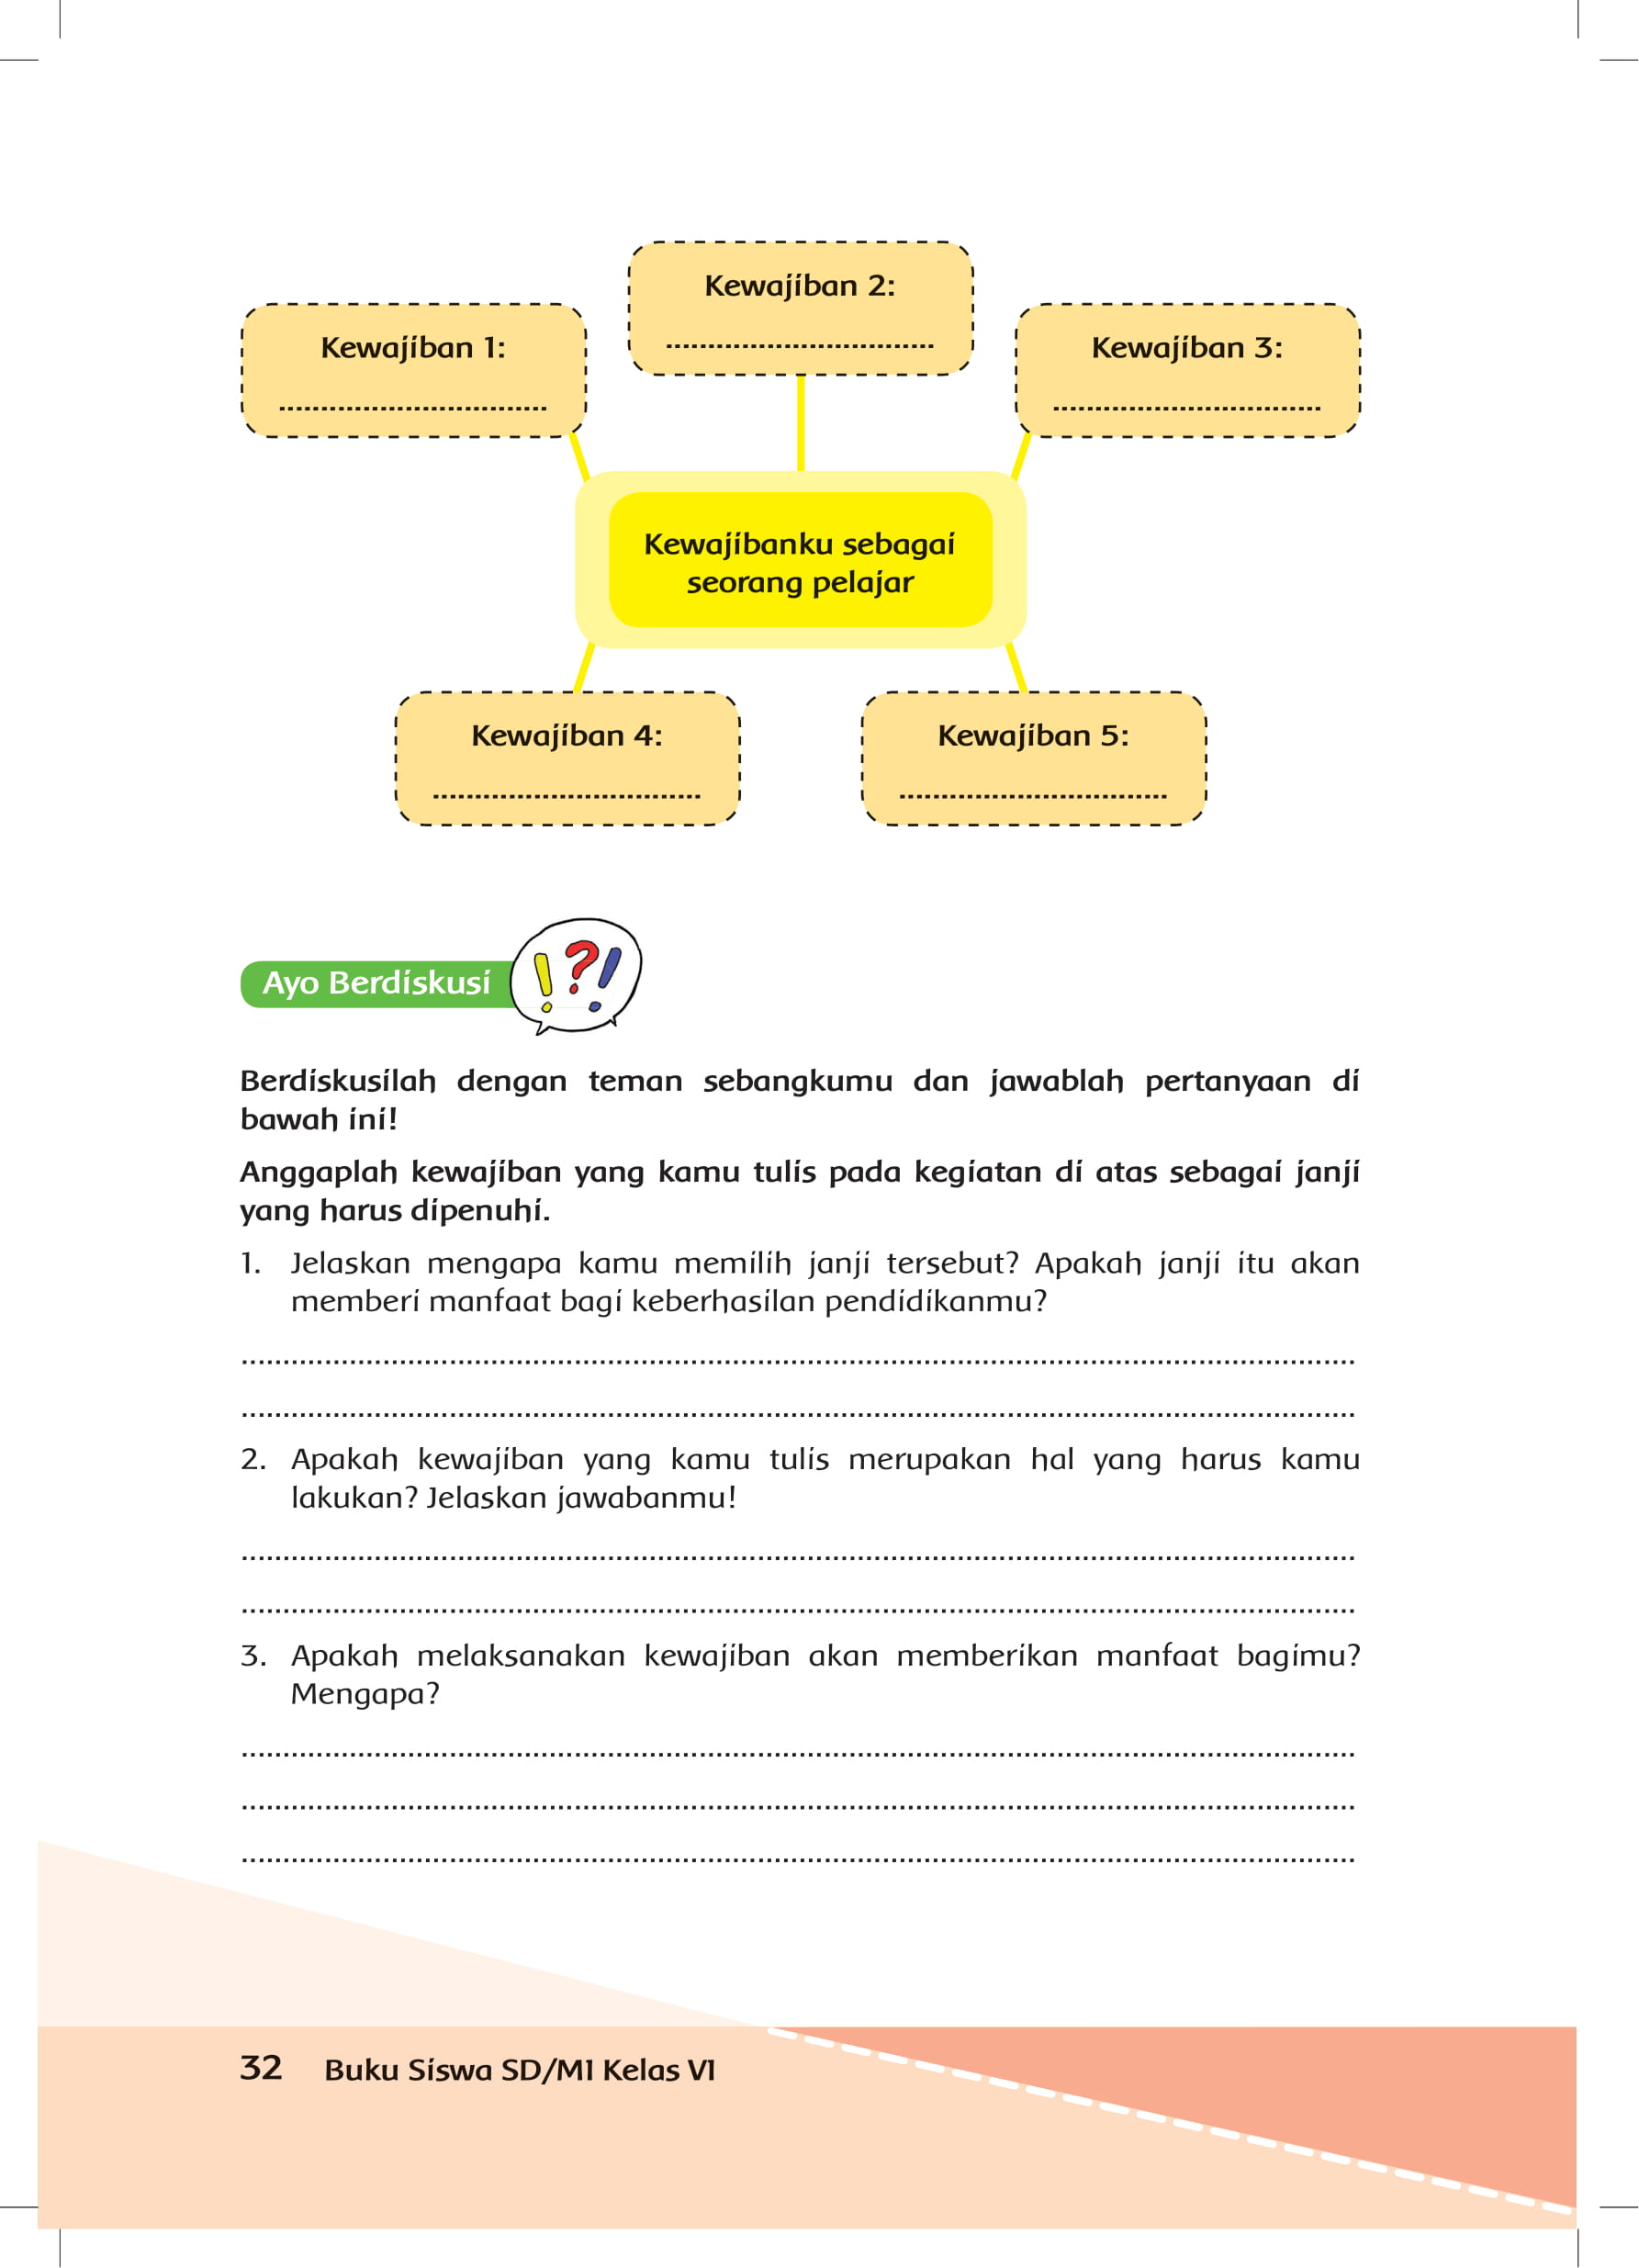 Kewajiban 2:
..............................
Kewajiban 1:
..............................
Kewajiban 3:
..............................
Kewajibanku sebagai
seorang pelajar
Kewajiban 4:
..............................
Kewajiban 5:
..............................
Ayo Berdiskusi
!?!
Berdiskusilah dengan teman sebangkumu dan jawablah pertanyaan di
bawah ini!
Anggaplah kewajiban yang kamu tulis pada kegiatan di atas sebagai janji
yang harus dipenuhi.
1. Jelaskan mengapa kamu memilih janji tersebut? Apakah janji itu akan
memberi manfaat bagi keberhasilan pendidikanmu?
..............................
..............................
2. Apakah kewajiban yang kamu tulis merupakan hal yang harus kamu
lakukan? Jelaskan jawabanmu!
..............................
..............................
3. Apakah melaksanakan kewajiban akan memberikan manfaat bagimu?
Mengapa?
..............................
..............................
..............................
32 Buku Siswa SD/MI Kelas VI